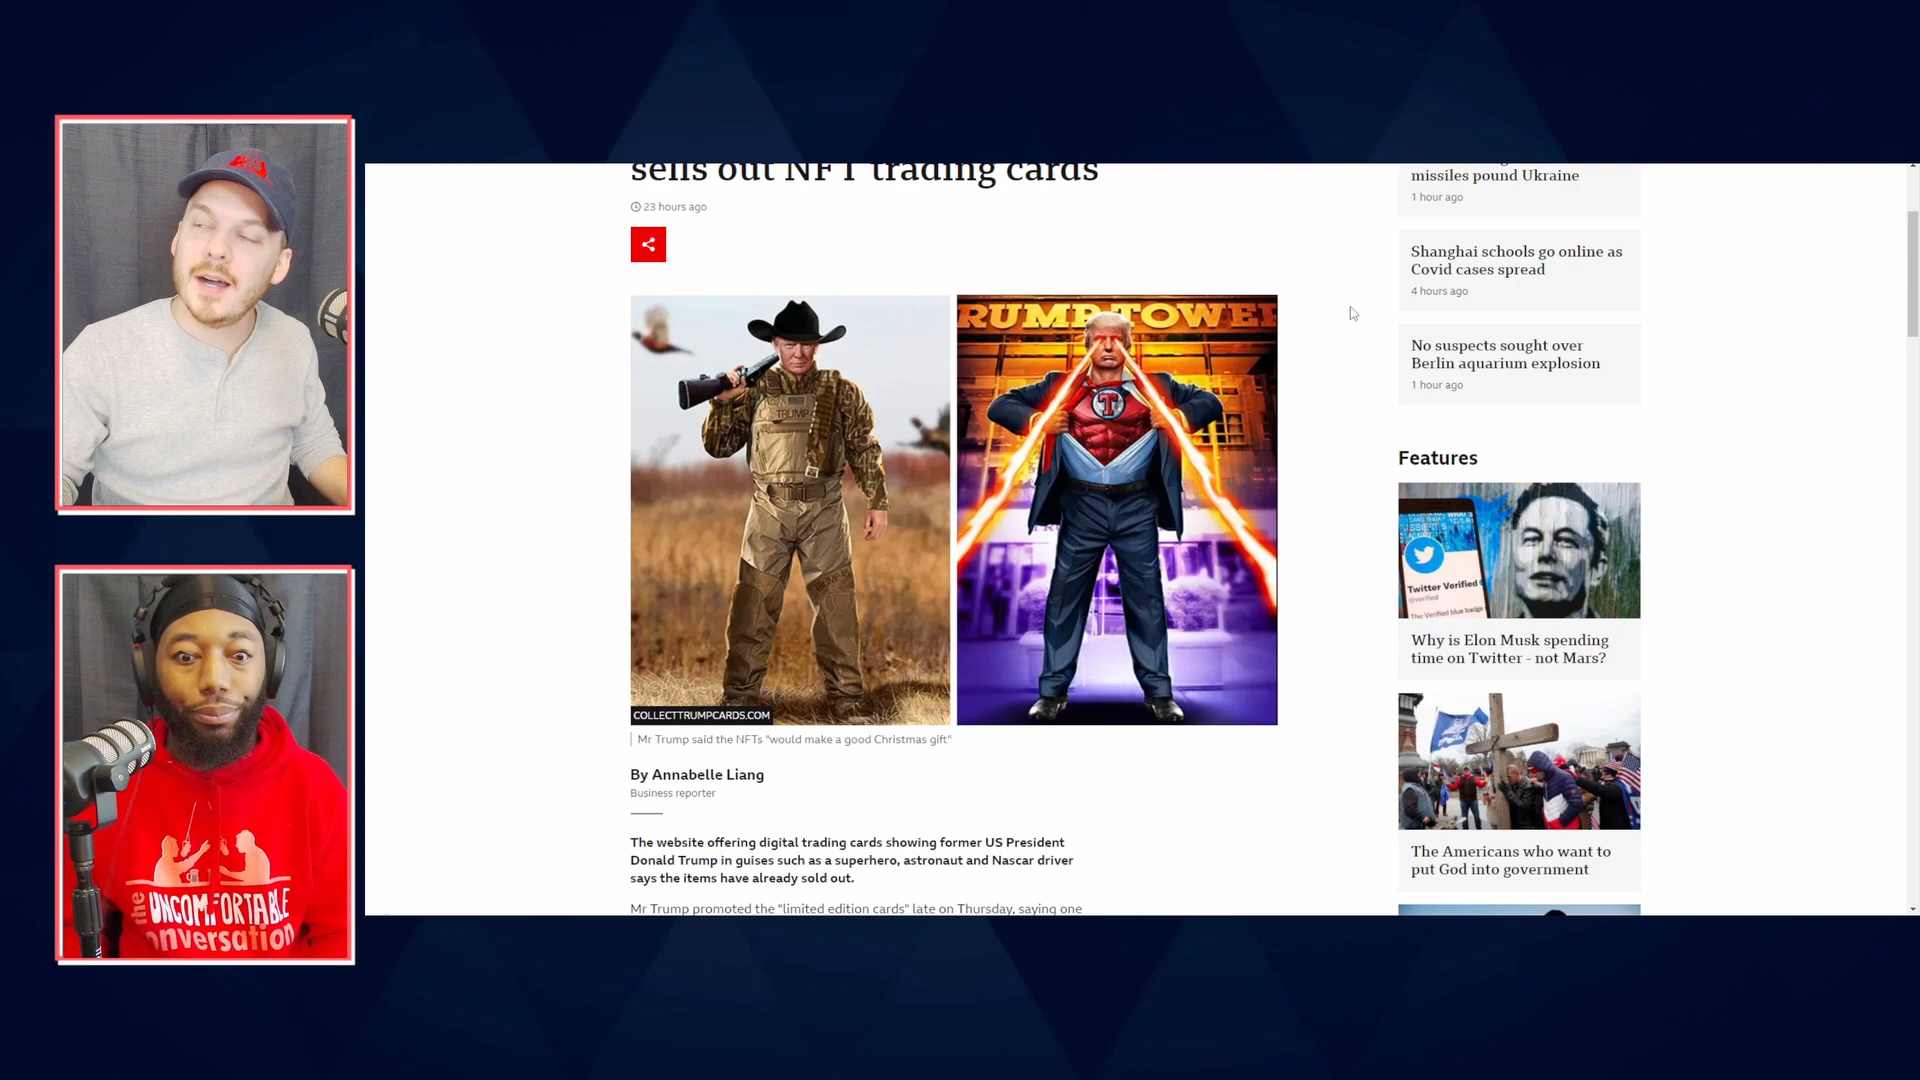 sells out NFT trading cards
23 hours ago
TRUMP
TRUMP45
COLLECTTRUMPCARDS.COM
RUMP TOWE
T
Mr Trump said the NFTs "would make a good Christmas gift"
By Annabelle Liang
Business reporter
The website offering digital trading cards showing former US President
Donald Trump in guises such as a superhero, astronaut and Nascar driver
says the items have already sold out.
Mr Trump promoted the "limited edition cards" late on Thursday, saying one
missiles pound Ukraine
1 hour ago
Shanghai schools go online as
Covid cases spread
4 hours ago
No suspects sought over
Berlin aquarium explosion
1 hour ago
Features
Twitter Verified
@verified
The Verified blue badge
Why is Elon Musk spending
time on Twitter - not Mars?
The Americans who want to
put God into government
the
UNCOMFORTABLE
conversation